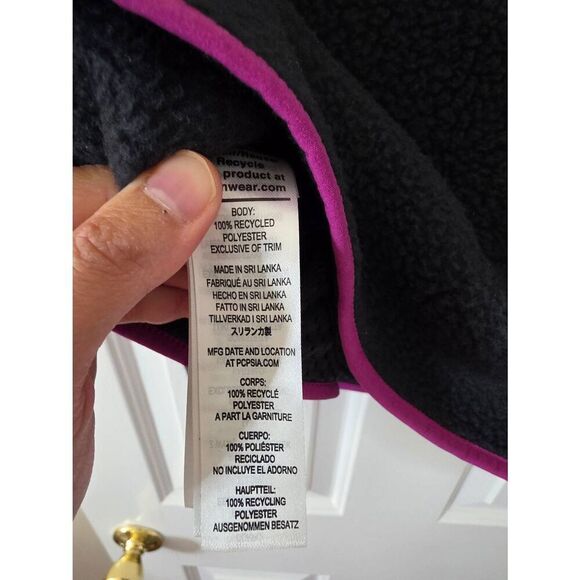 Recycle
product at
nwear.com
BODY:
100% RECYCLED
POLYESTER
EXCLUSIVE OF TRIM
MADE IN SRI LANKA
FABRIQUÉ AU SRI LANKA
HECHO EN SRI LANKA
FATTO IN SRI LANKA
TILLVERKAD I SRI LANKA
スリランカ製
MFG DATE AND LOCATION
AT PCPSIA.COM
CORPS:
100% RECYCLÉ
POLYESTER
A PART LA GARNITURE
CUERPO:
100% POLIÉSTER
RECICLADO
NO INCLUYE EL ADORNO
HAUPTTEIL:
100% RECYCLING
POLYESTER
AUSGENOMMEN BESATZ